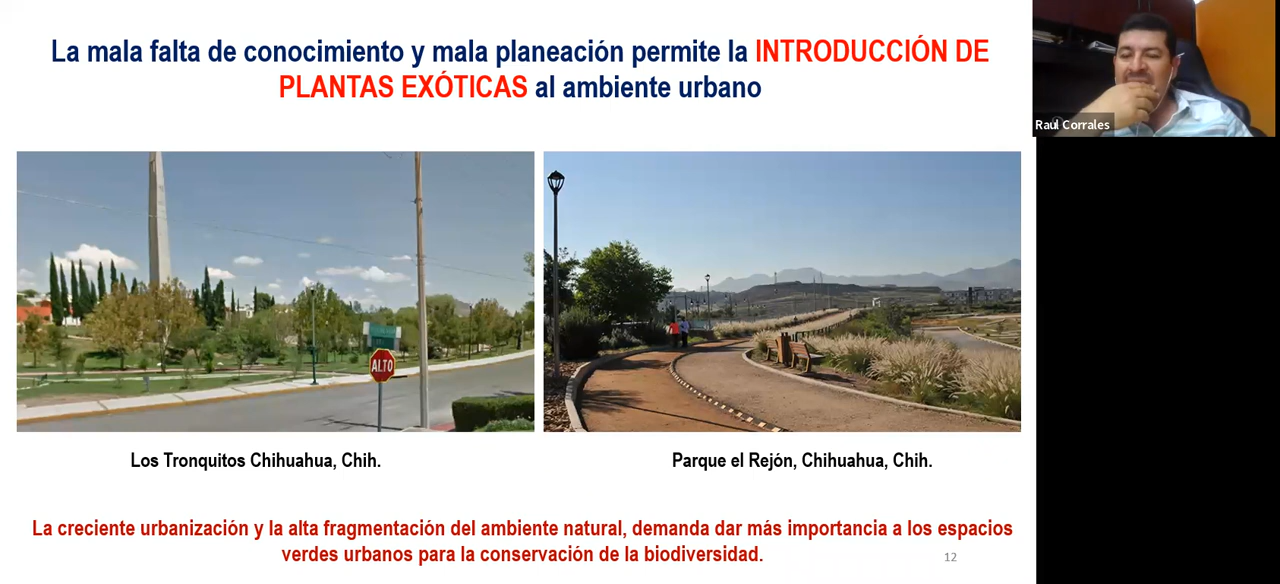 La mala falta de conocimiento y mala planeación permite la INTRODUCCIÓN DE
PLANTAS EXÓTICAS al ambiente urbano
Raul Corrales
ALTO
Los Tronquitos Chihuahua, Chih.
Parque el Rejón, Chihuahua, Chih.
La creciente urbanización y la alta fragmentación del ambiente natural, demanda dar más importancia a los espacios
verdes urbanos para la conservación de la biodiversidad.
12